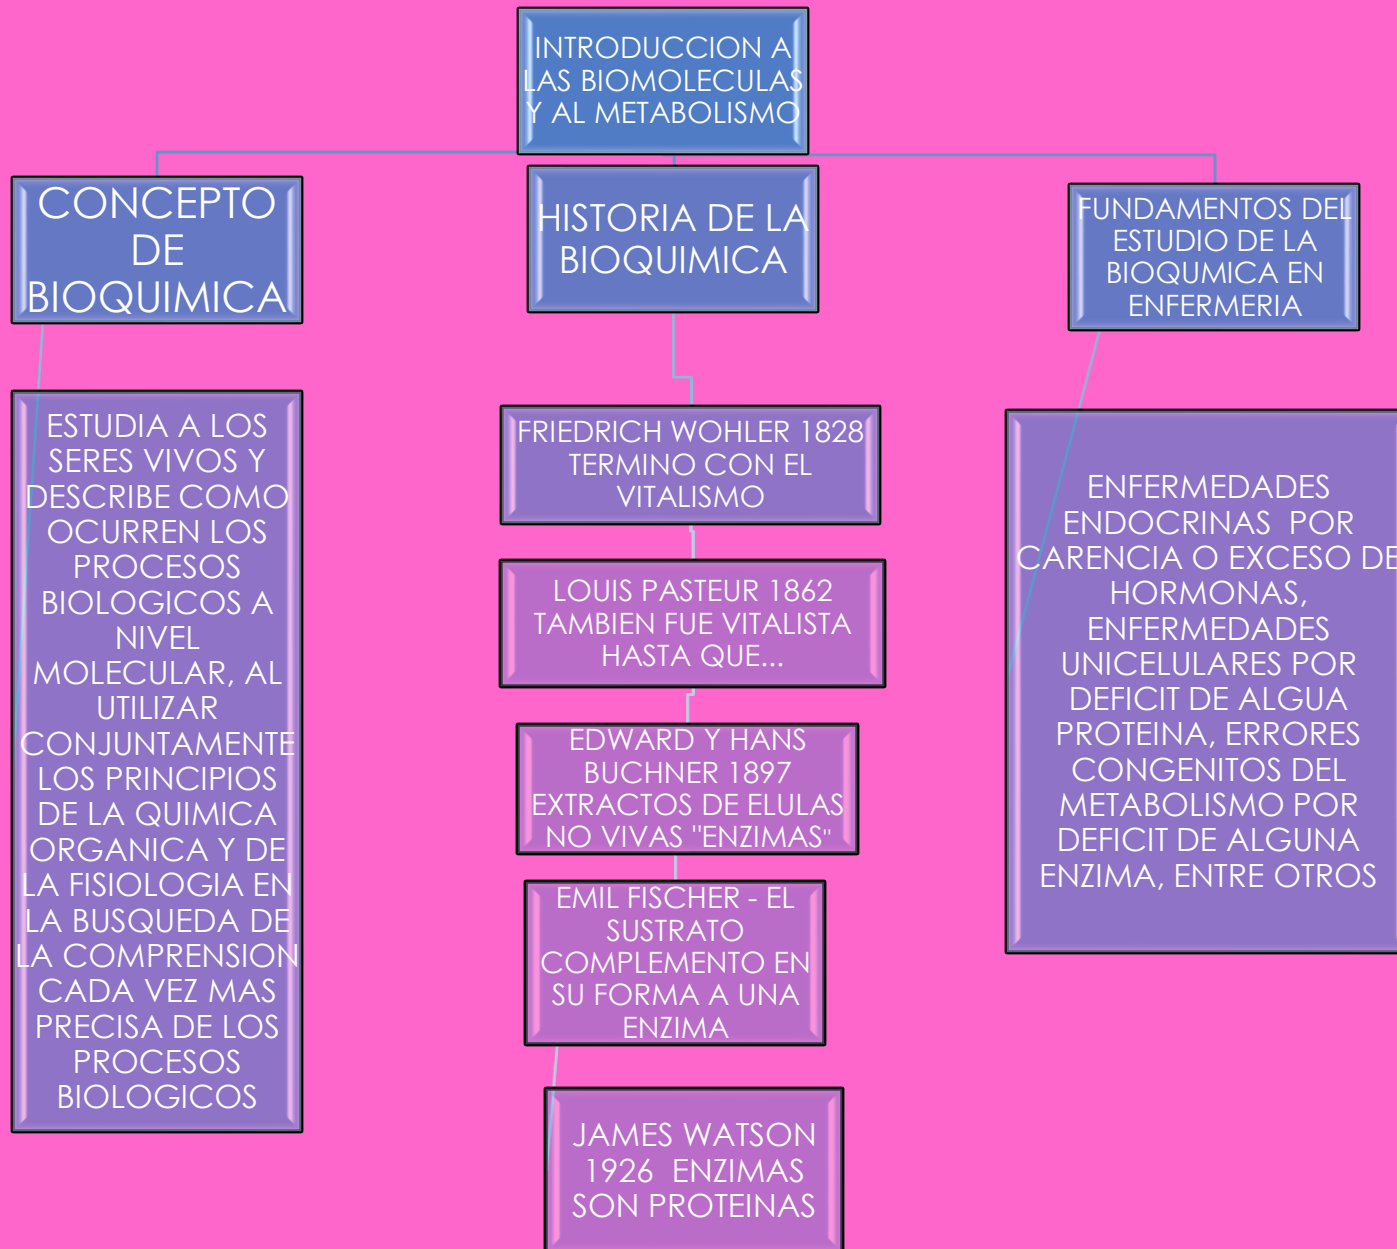 INTRODUCCION A
LAS BIOMOLECULAS
Y AL METABOLISMO
CONCEPTO
DE
BIOQUIMICA
HISTORIA DE LA
BIOQUIMICA
FUNDAMENTOS DEL
ESTUDIO DE LA
BIOQUMICA EN
ENFERMERIA
ESTUDIA A LOS
SERES VIVOS Y
DESCRIBE COMO
OCURREN LOS
PROCESOS
BIOLOGICOS A
NIVEL
MOLECULAR, AL
UTILIZAR
CONJUNTAMENTE
LOS PRINCIPIOS
DE LA QUIMICA
ORGANICA Y DE
LA FISIOLOGIA EN
LA BUSQUEDA DE
LA COMPRENSION
CADA VEZ MAS
PRECISA DE LOS
PROCESOS
BIOLOGICOS
FRIEDRICH WOHLER 1828
TERMINO CON EL
VITALISMO
LOUIS PASTEUR 1862
TAMBIEN FUE VITALISTA
HASTA QUE...
EDWARD Y HANS
BUCHNER 1897
EXTRACTOS DE ELULAS
NO VIVAS "ENZIMAS"
EMIL FISCHER - EL
SUSTRATO
COMPLEMENTO EN
SU FORMA A UNA
ENZIMA
JAMES WATSON
1926 ENZIMAS
SON PROTEINAS
ENFERMEDADES
ENDOCRINAS POR
CARENCIA O EXCESO DE
HORMONAS,
ENFERMEDADES
UNICELULARES POR
DEFICIT DE ALGUA
PROTEINA, ERRORES
CONGENITOS DEL
METABOLISMO POR
DEFICIT DE ALGUNA
ENZIMA, ENTRE OTROS